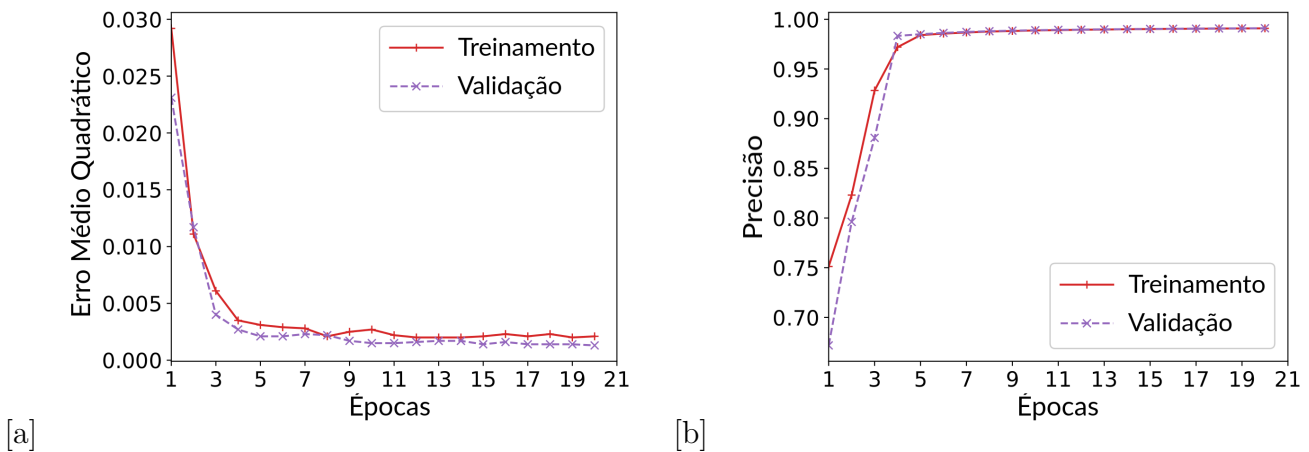 0.030
0.025
0.020
0.015
0.010
0.005
0.000
Erro Médio Quadrático
Treinamento
Validação
1 3 5 7 9 11 13 15 17 19 21
Épocas
[a]
1.00
0.95
0.90
0.85
0.80
0.75
0.70
Precisão
Treinamento
Validação
1 3 5 7 9 11 13 15 17 19 21
Épocas
[b]